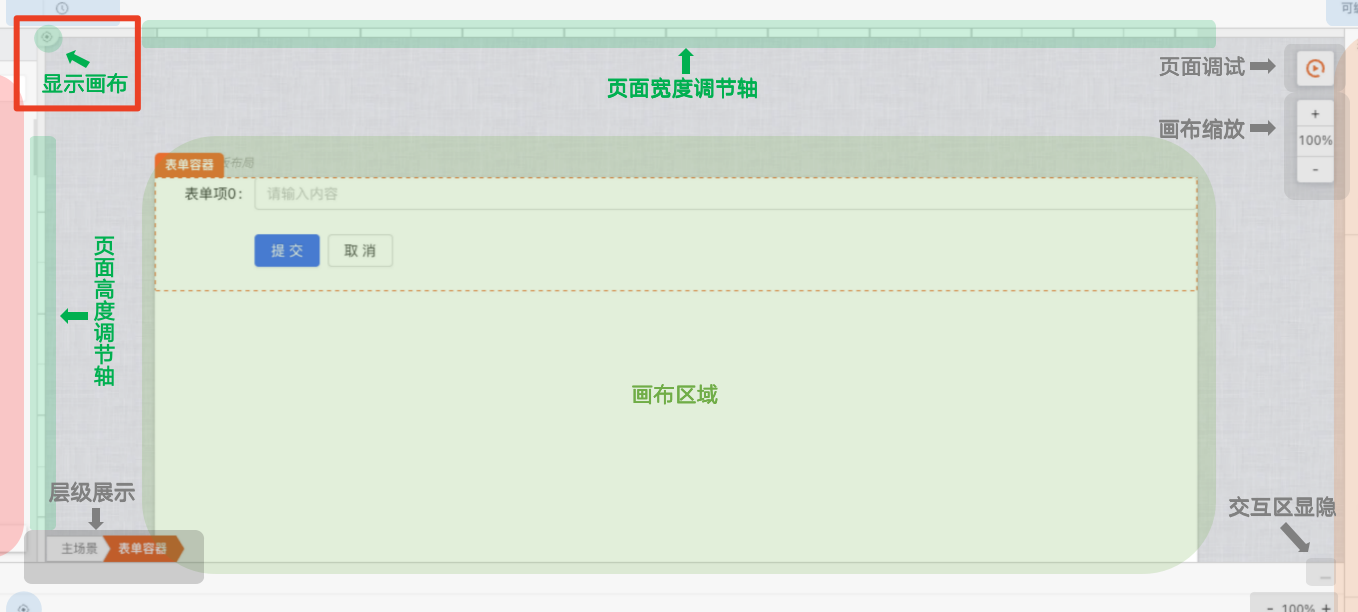 显示画布
页面宽度调节轴
页面调试
画布缩放
+
100%
-
表单容器
布局
表单项0:
请输入内容
提 交
取 消
页面高度调节轴
画布区域
层级展示
主场景
表单容器
交互区显隐
- 100% +